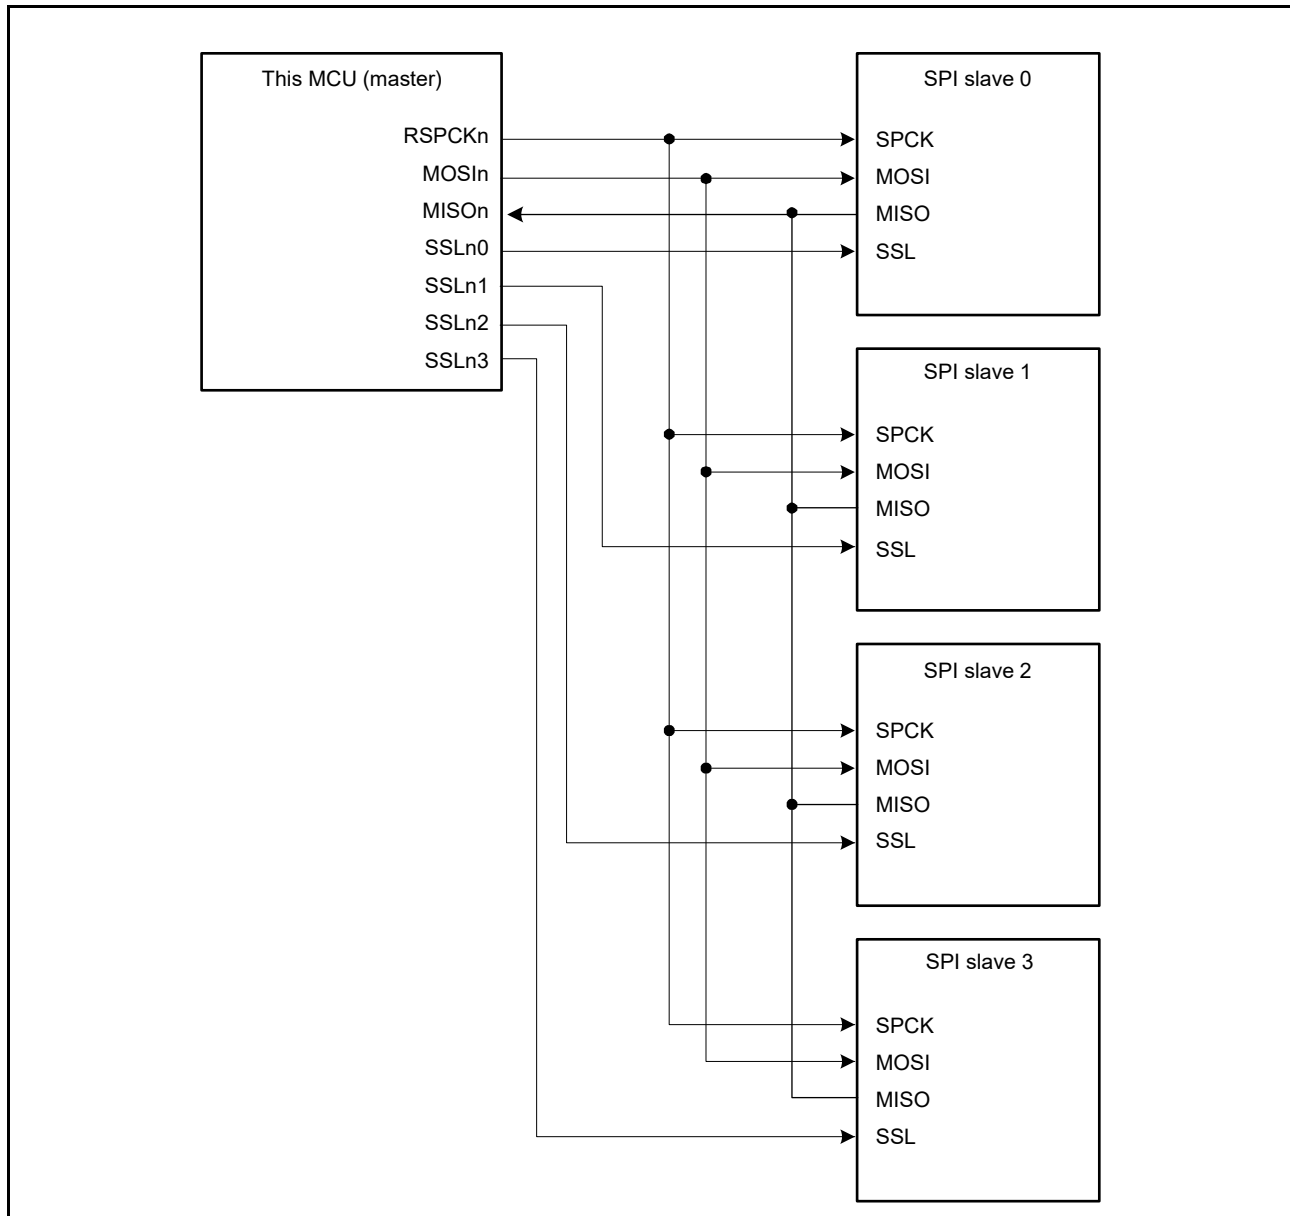 This MCU (master)
RSPCKn
MOSIn
MISOn
SSLn0
SSLn1
SSLn2
SSLn3
SPI slave 0
SPCK
MOSI
MISO
SSL
SPI slave 1
SPCK
MOSI
MISO
SSL
SPI slave 2
SPCK
MOSI
MISO
SSL
SPI slave 3
SPCK
MOSI
MISO
SSL